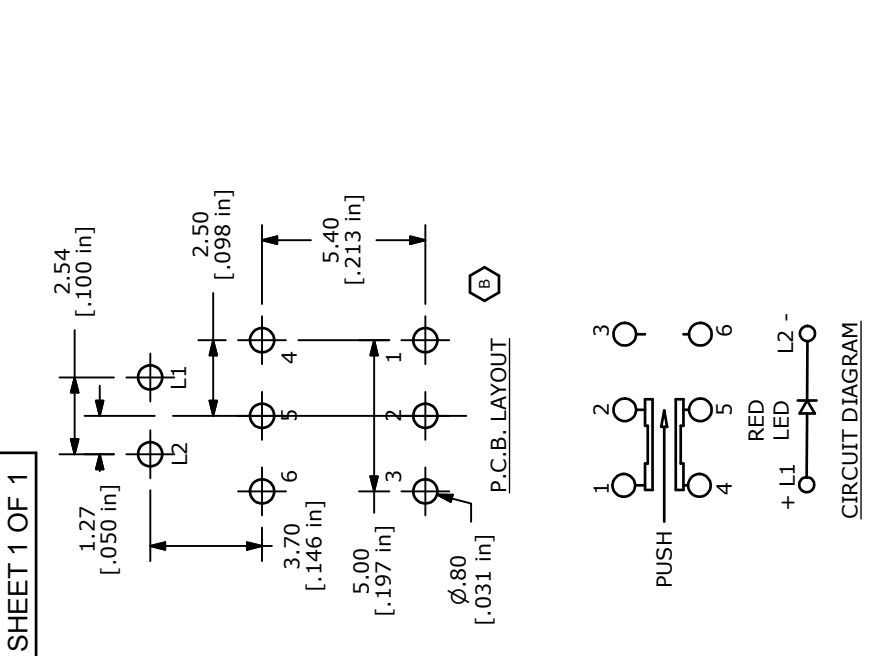 SHEET 1 OF 1
2.54
[.100 in]
1.27
[.050 in]
2.50
[.098 in]
L2
L1
3.70
[.146 in]
5.40
[.213 in]
6
5
4
5.00
[.197 in]
3
2
1
Ø.80
[.031 in]
B
P.C.B. LAYOUT
1
2
3
PUSH
4
5
6
RED
LED
+ L1
L2 -
CIRCUIT DIAGRAM